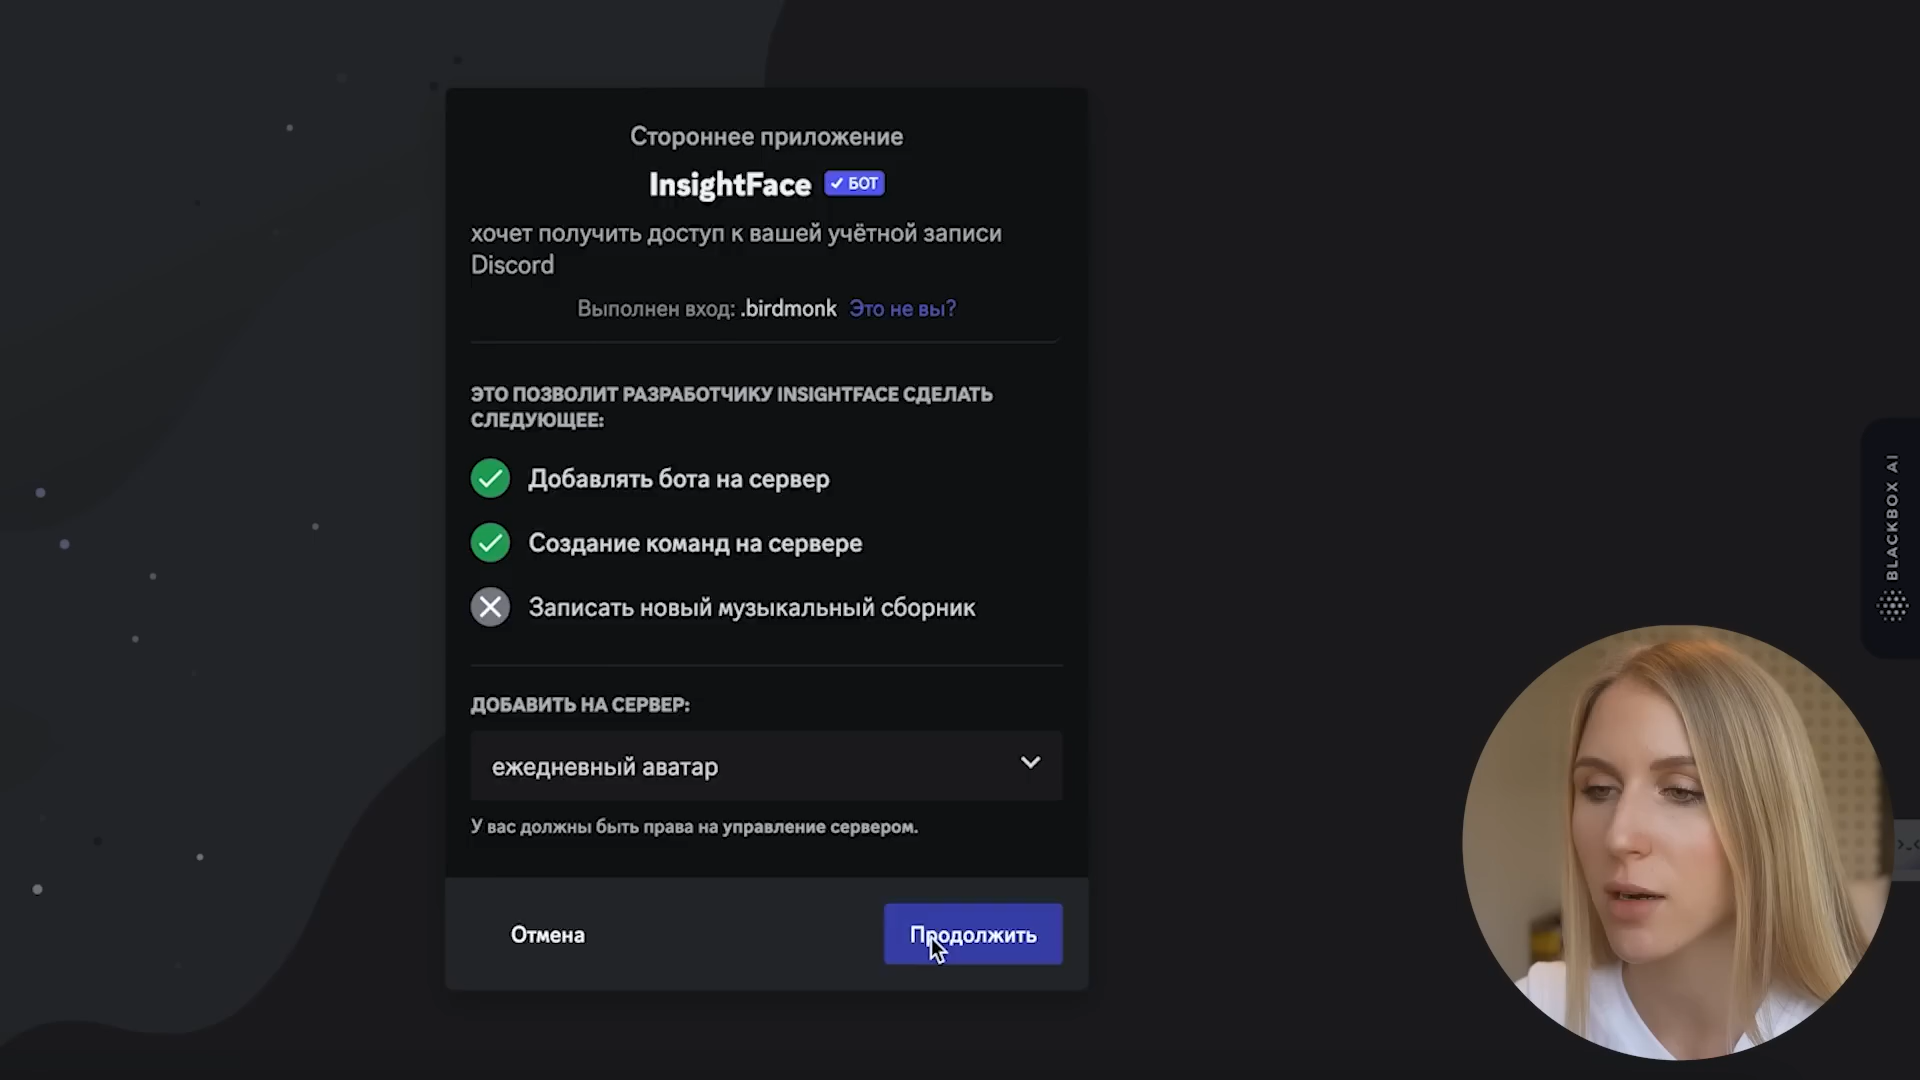 Стороннее приложение
InsightFace ✓ БОТ
хочет получить доступ к вашей учётной записи
Discord
Выполнен вход: .birdmonk Это не вы?
ЭТО ПОЗВОЛИТ РАЗРАБОТЧИКУ INSIGHTFACE СДЕЛАТЬ
СЛЕДУЮЩЕЕ:
Добавлять бота на сервер
Создание команд на сервере
Записать новый музыкальный сборник
ДОБАВИТЬ НА СЕРВЕР:
ежедневный аватар
У вас должны быть права на управление сервером.
Отмена
Продолжить
BLACKBOX AI